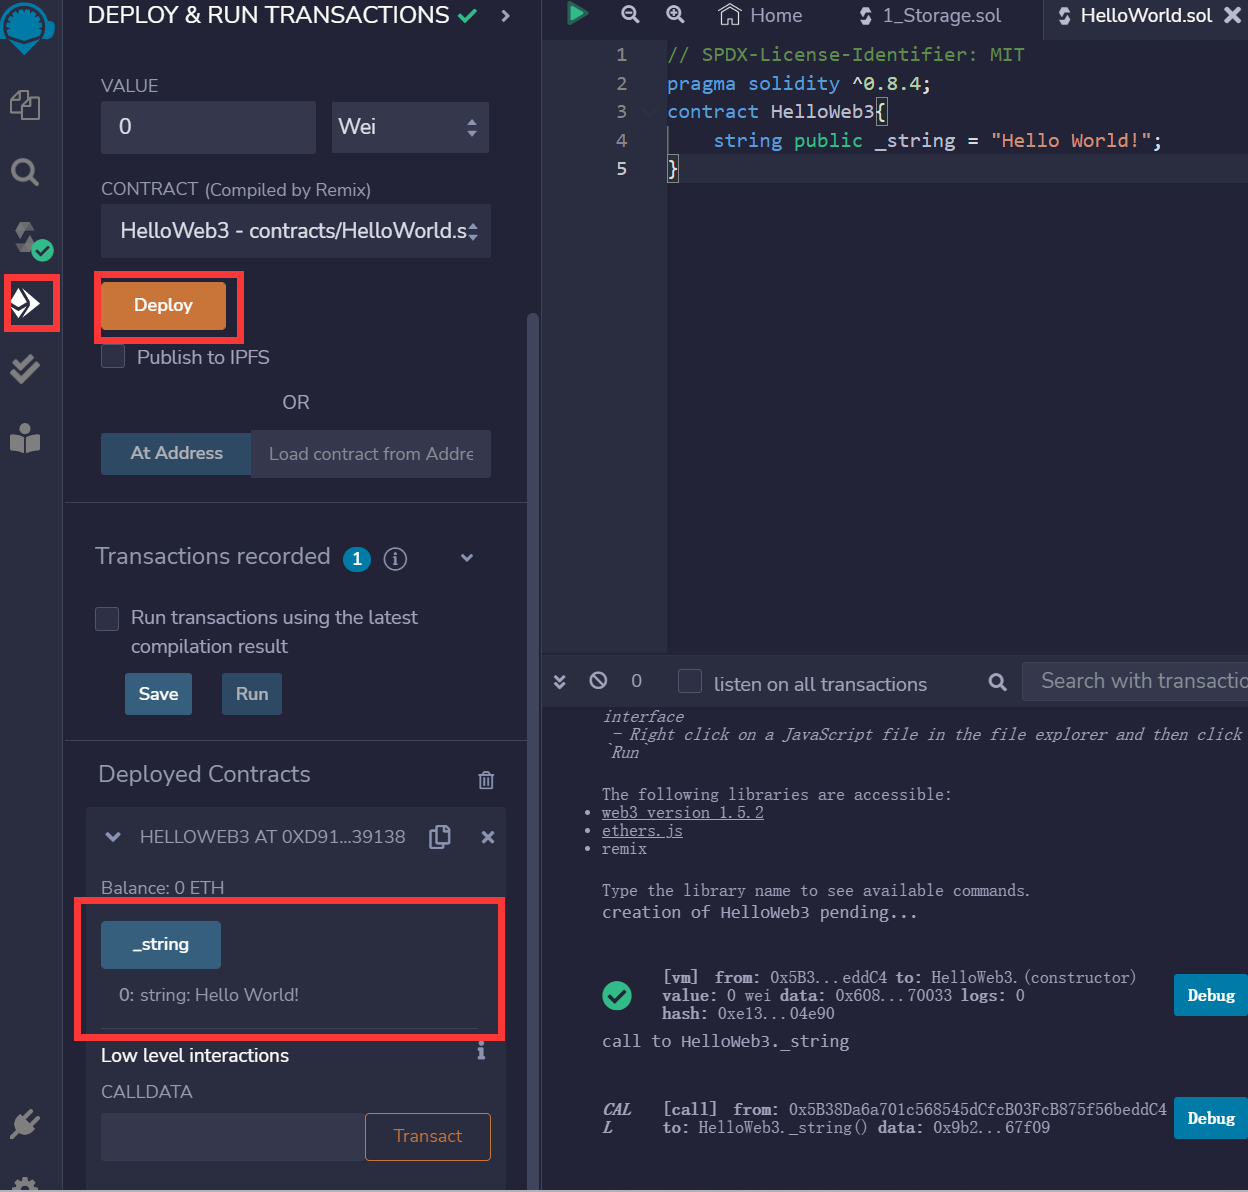 DEPLOY & RUN TRANSACTIONS
VALUE
0
Wei
CONTRACT (Compiled by Remix)
HelloWeb3 - contracts/HelloWorld.s
Deploy
Publish to IPFS
OR
At Address
Load contract from Addre
Transactions recorded 1 i
Run transactions using the latest
compilation result
Save
Run
Deployed Contracts
HELLOWEB3 AT 0XD91...39138
Balance: 0 ETH
_string
0: string: Hello World!
Low level interactions
i
CALLDATA
Transact
Home
1_Storage.sol
HelloWorld.sol
1 // SPDX-License-Identifier: MIT
2 pragma solidity ^0.8.4;
3 contract HelloWeb3{
4 string public _string = "Hello World!";
5 }
0
listen on all transactions
Search with transactio
interface
- Right click on a JavaScript file in the file explorer and then click
`Run`
The following libraries are accessible:
• web3 version 1.5.2
• ethers.js
• remix
Type the library name to see available commands.
creation of HelloWeb3 pending...
[vm] from: 0x5B3...eddC4 to: HelloWeb3.(constructor)
value: 0 wei data: 0x608...70033 logs: 0
hash: 0xe13...04e90
Debug
call to HelloWeb3._string
CAL
L
[call] from: 0x5B38Da6a701c568545dCfcB03FcB875f56beddC4
to: HelloWeb3._string() data: 0x9b2...67f09
Debug